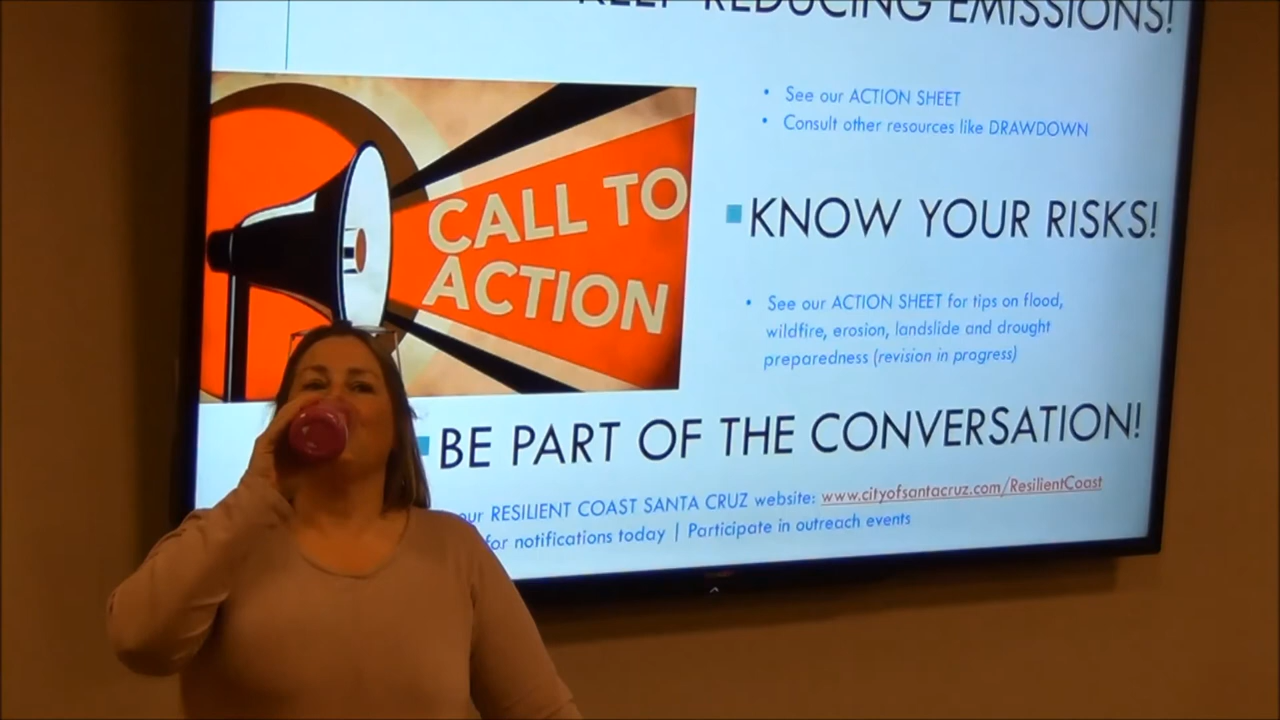 KEEP REDUCING EMISSIONS!
See our ACTION SHEET
Consult other resources like DRAWDOWN
CALL TO
ACTION
KNOW YOUR RISKS!
See our ACTION SHEET for tips on flood,
wildfire, erosion, landslide and drought
preparedness (revision in progress)
BE PART OF THE CONVERSATION!
our RESILIENT COAST SANTA CRUZ website: www.cityofsantacruz.com/ResilientCoast
for notifications today | Participate in outreach events